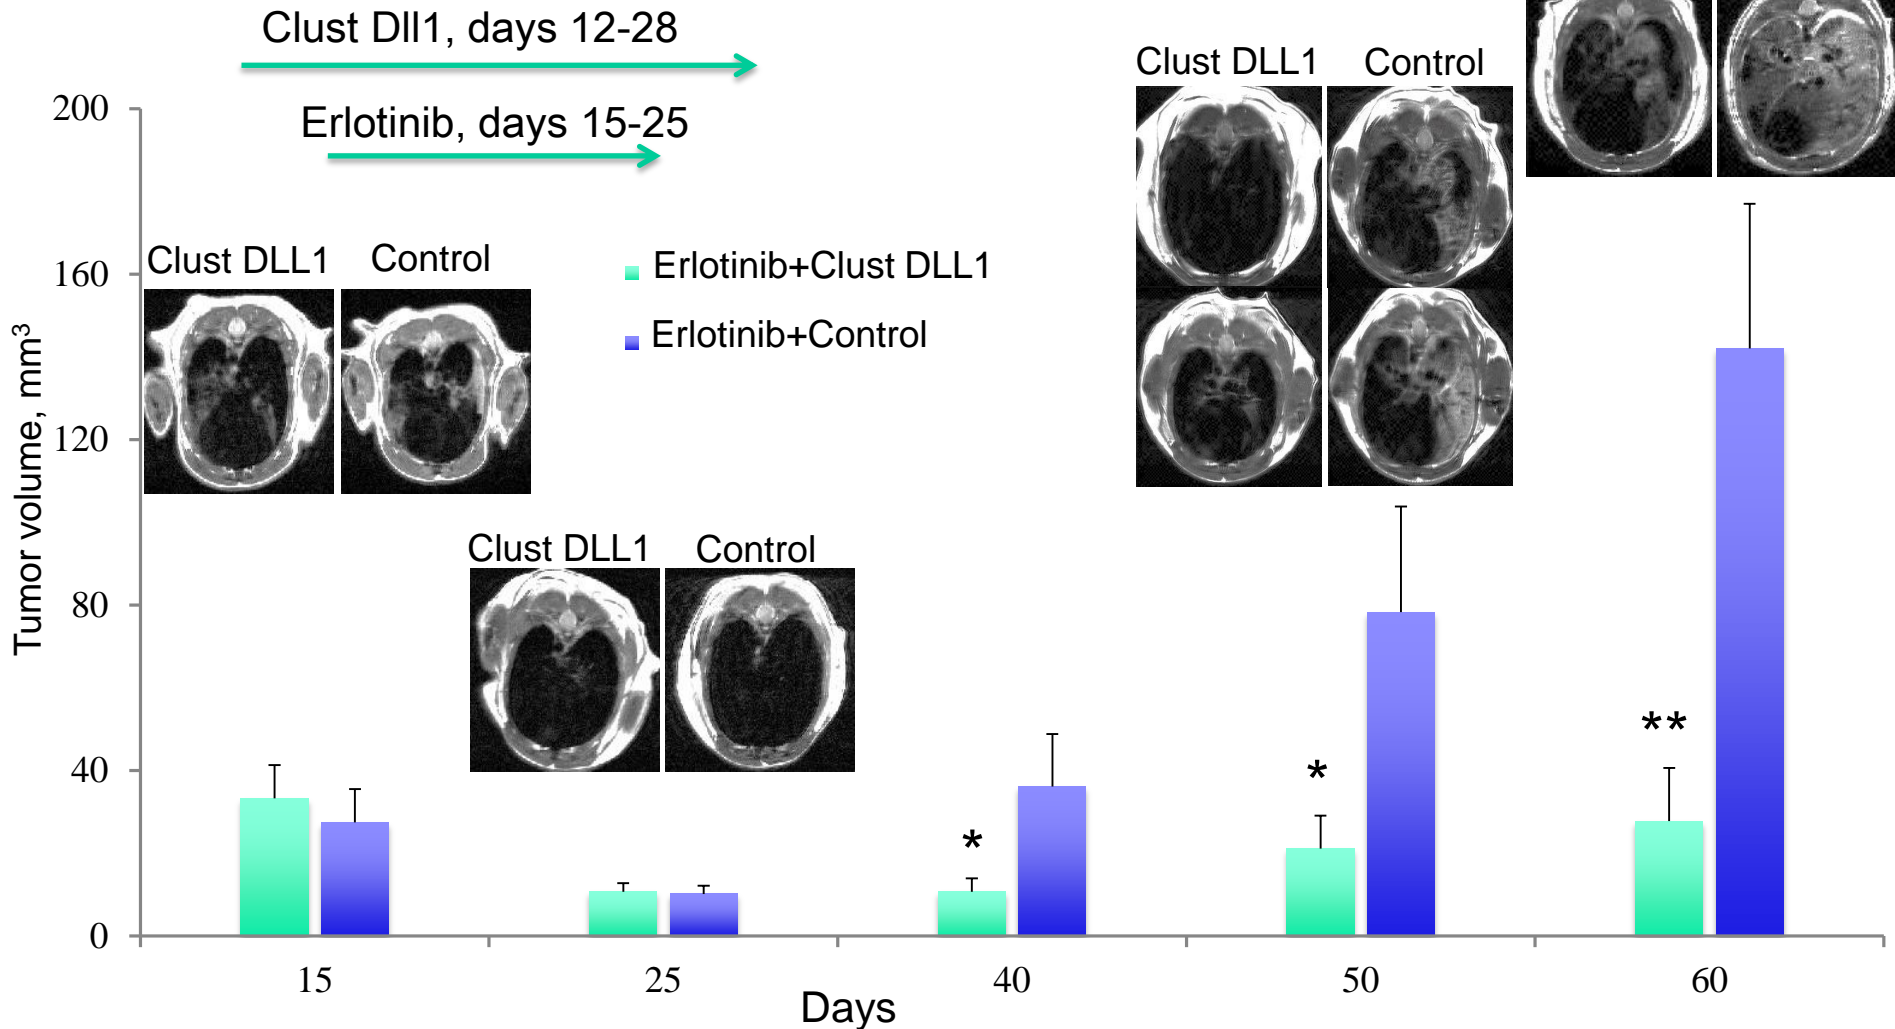 Clust Dll1, days 12-28
Erlotinib, days 15-25
Clust DLL1 Control
Clust DLL1 Control
Erlotinib+Clust DLL1
Erlotinib+Control
Clust DLL1 Control
Tumor volume, mm³
200
160
120
80
40
0
*
*
**
15 25 40 50 60
Days